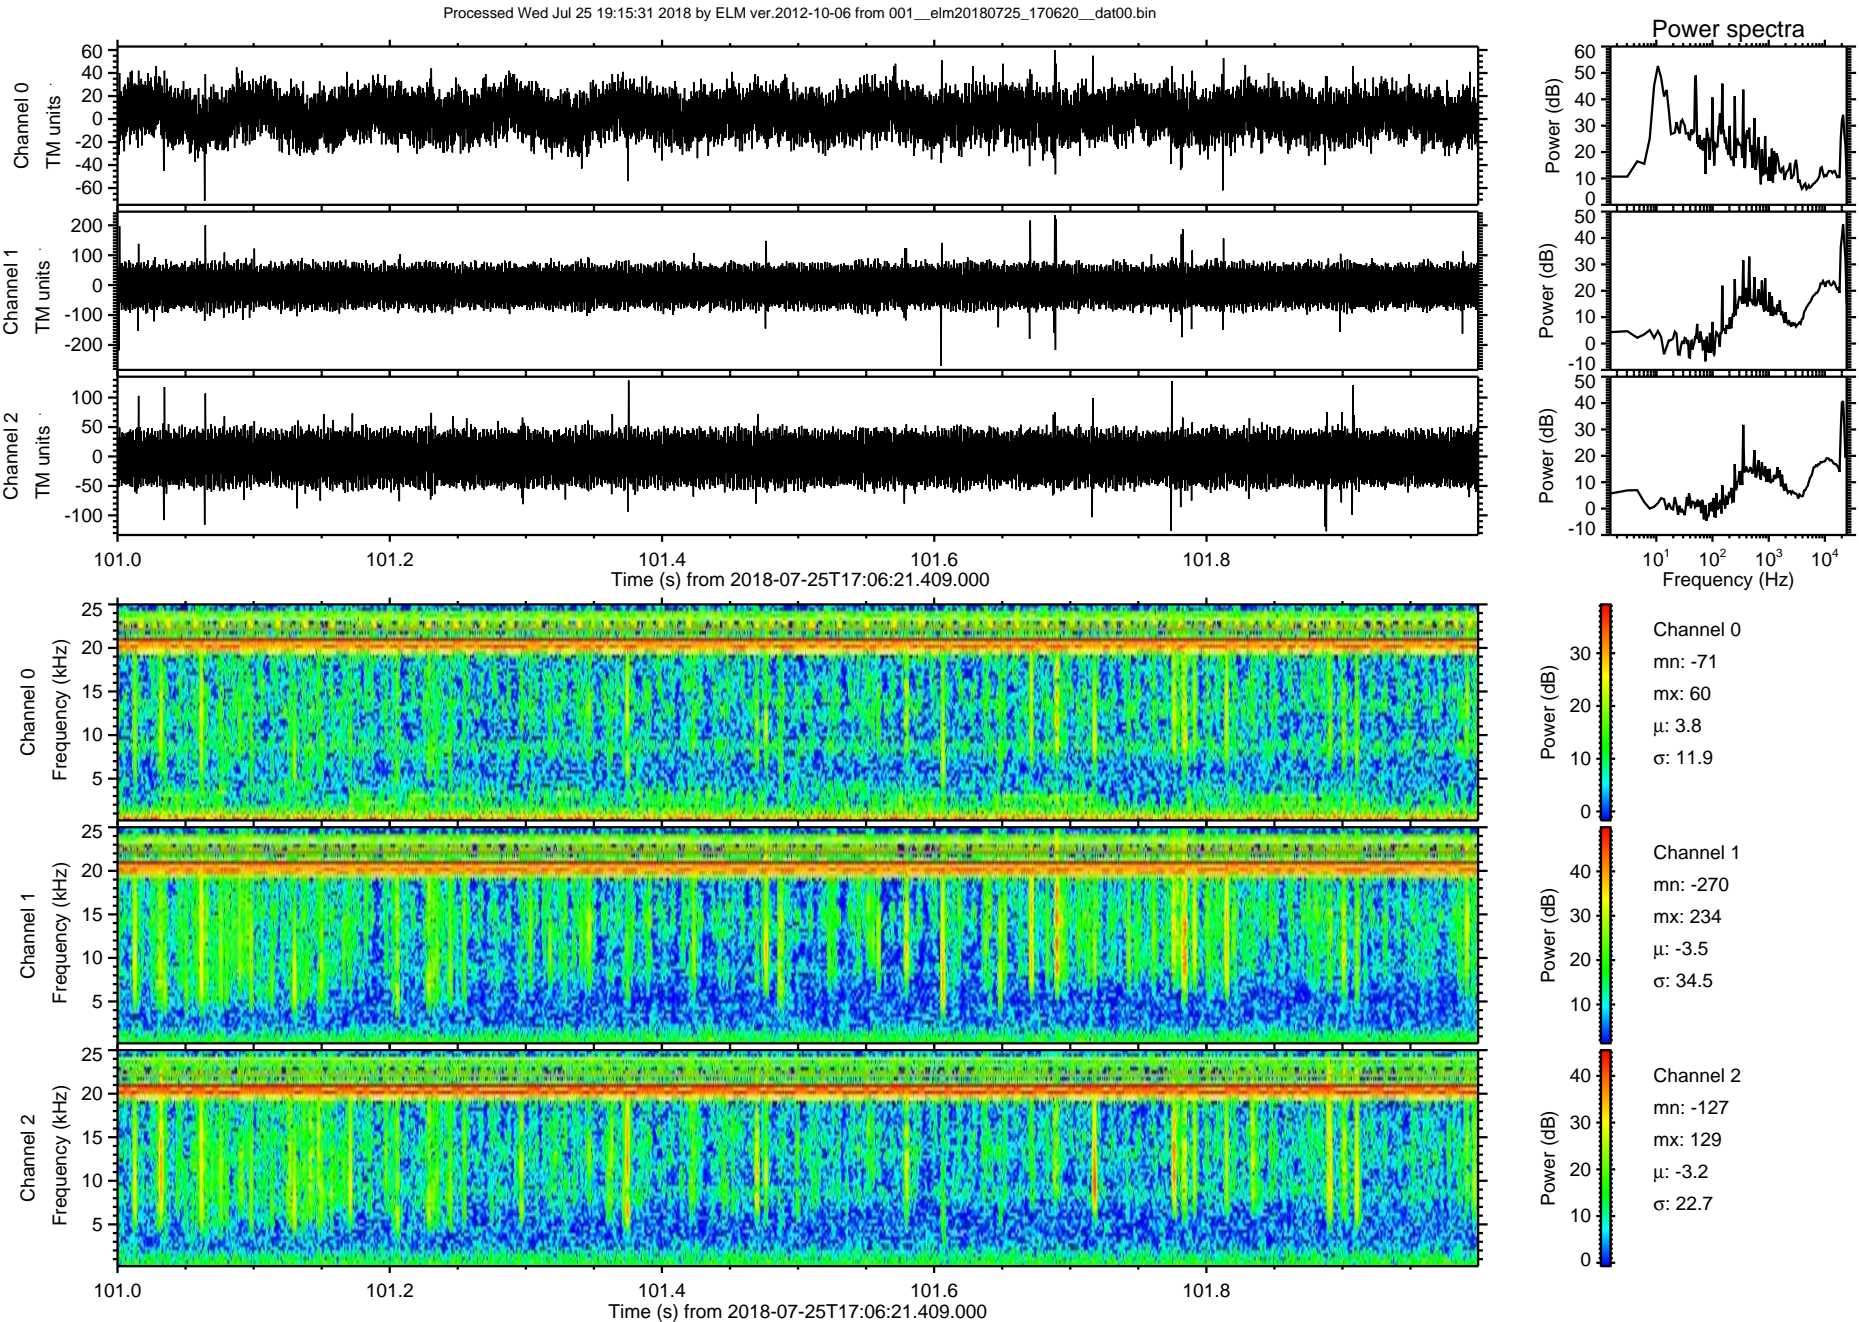 Processed Wed Jul 25 19:15:31 2018 by ELM ver.2012-10-06 from 001__elm20180725_170620__dat00.bin
Power spectra
Channel 0
TM units
60
40
20
0
-20
-40
-60
Power (dB)
60
50
40
30
20
10
0
Channel 1
TM units
200
100
0
-100
-200
Power (dB)
50
40
30
20
10
0
-10
Channel 2
TM units
100
50
0
-50
-100
Power (dB)
50
40
30
20
10
0
-10
101.0 101.2 101.4 101.6 101.8
Time (s) from 2018-07-25T17:06:21.409.000
10¹ 10² 10³ 10⁴
Frequency (Hz)
Channel 0
Frequency (kHz)
25
20
15
10
5
Power (dB)
30
20
10
0
Channel 0
mn: -71
mx: 60
μ: 3.8
σ: 11.9
Channel 1
Frequency (kHz)
25
20
15
10
5
Power (dB)
40
30
20
10
Channel 1
mn: -270
mx: 234
μ: -3.5
σ: 34.5
Channel 2
Frequency (kHz)
25
20
15
10
5
Power (dB)
40
30
20
10
0
Channel 2
mn: -127
mx: 129
μ: -3.2
σ: 22.7
101.0 101.2 101.4 101.6 101.8
Time (s) from 2018-07-25T17:06:21.409.000